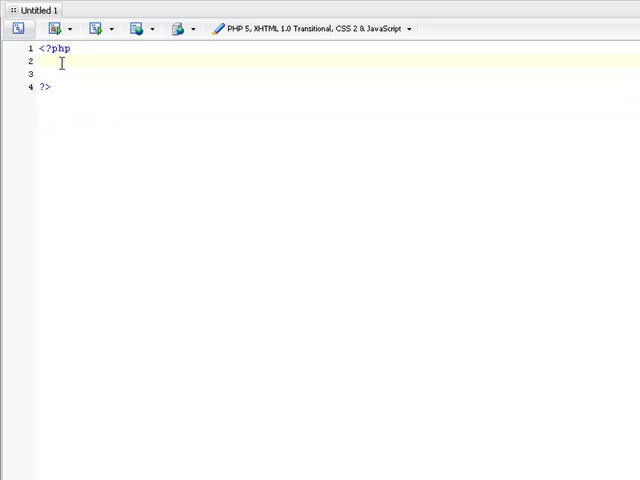 Untitled 1
PHP 5, XHTML 1.0 Transitional, CSS 2 & JavaScript
1 <?php
2
3
4 ?>